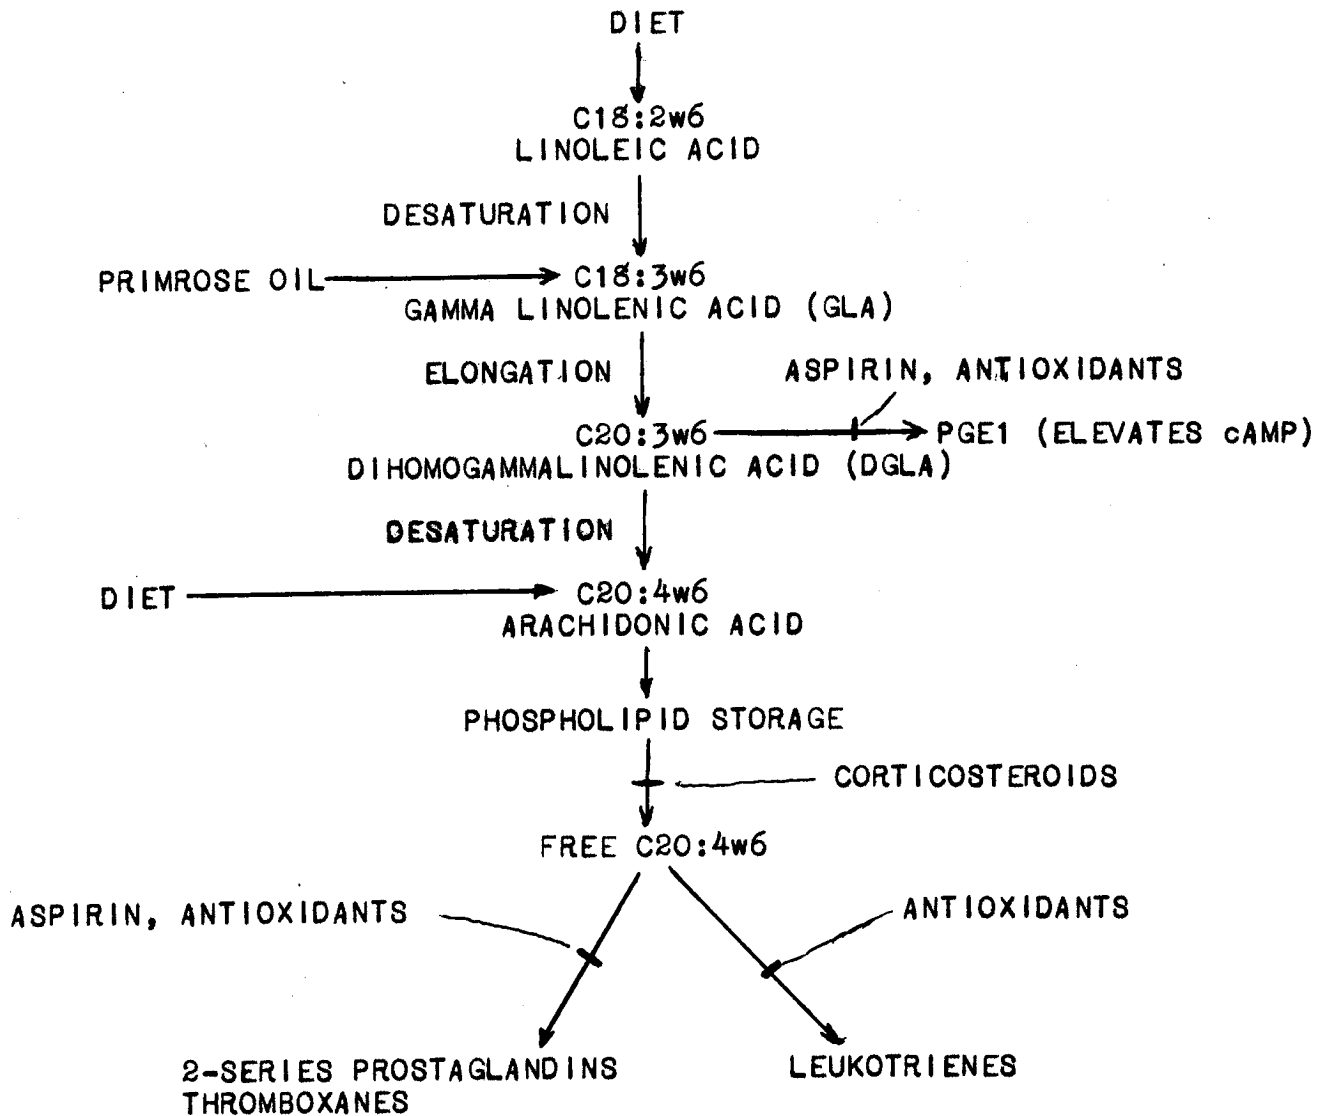 DIET
C18:2w6
LINOLEIC ACID
DESATURATION
PRIMROSE OIL
C18:3w6
GAMMA LINOLENIC ACID (GLA)
ELONGATION
ASPIRIN, ANTIOXIDANTS
C20:3w6
PGE1 (ELEVATES cAMP)
DIHOMOGAMMALINOLENIC ACID (DGLA)
DESATURATION
DIET
C20:4w6
ARACHIDONIC ACID
PHOSPHOLIPID STORAGE
CORTICOSTEROIDS
FREE C20:4w6
ASPIRIN, ANTIOXIDANTS
ANTIOXIDANTS
2-SERIES PROSTAGLANDINS
THROMBOXANES
LEUKOTRIENES